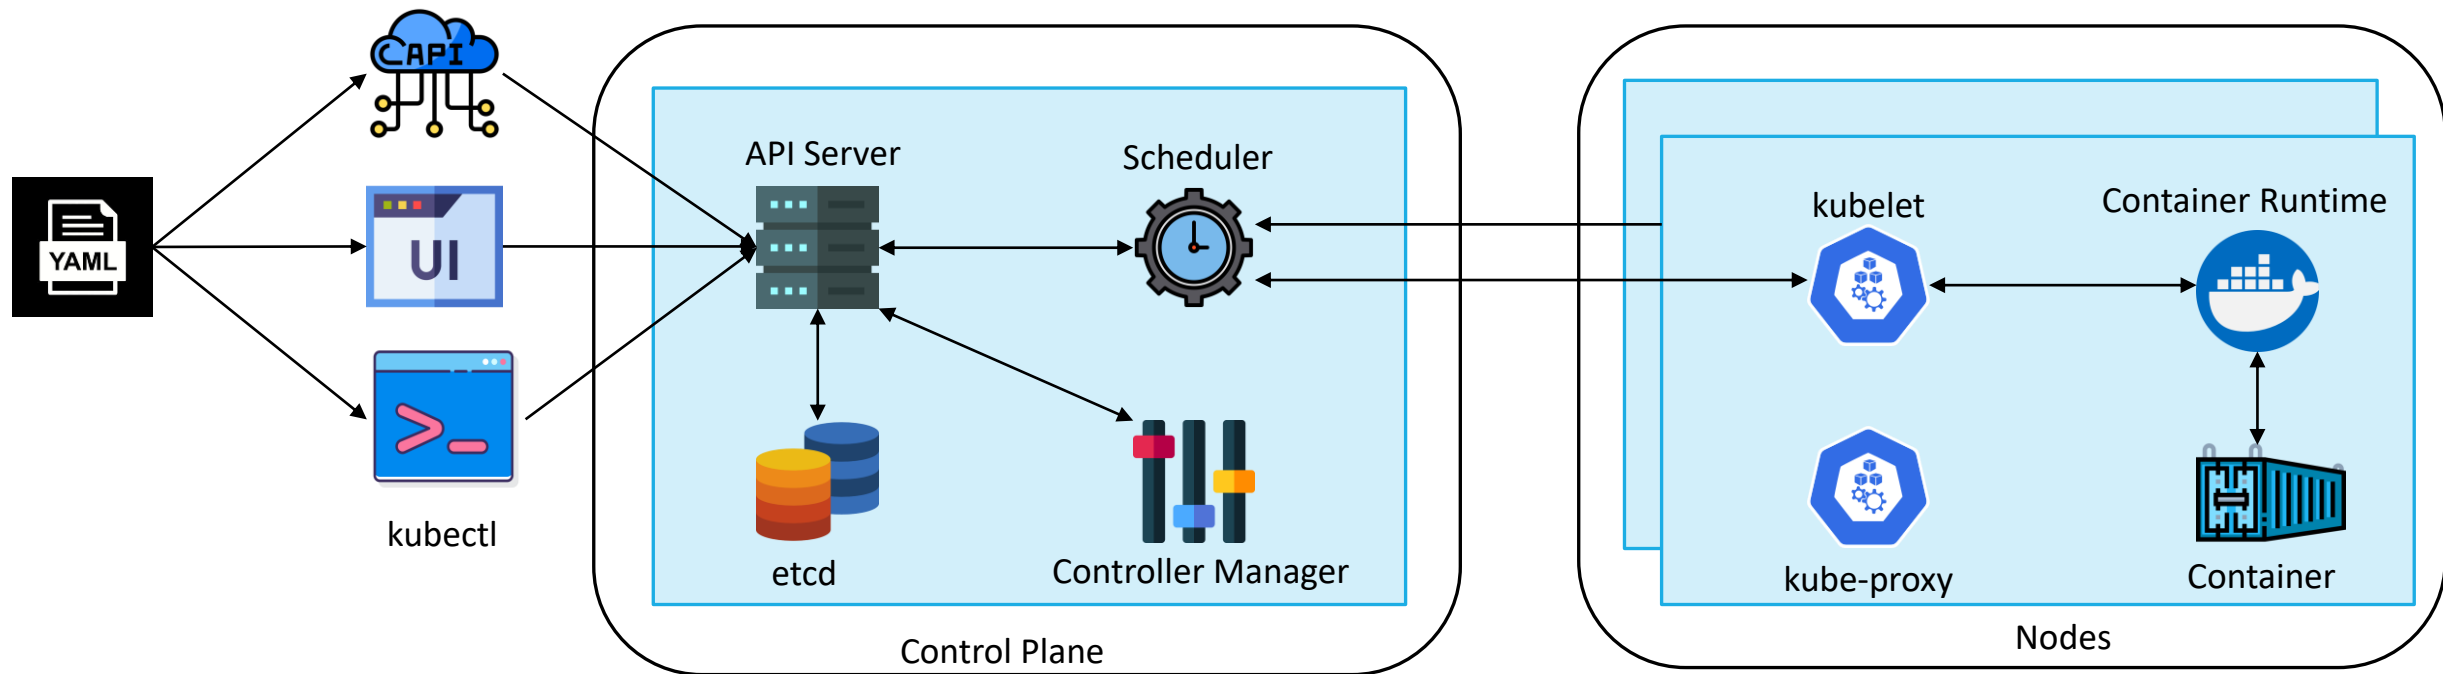 API
YAML
UI
kubectl
API Server
Scheduler
etcd
Controller Manager
Control Plane
kubelet
Container Runtime
kube-proxy
Container
Nodes